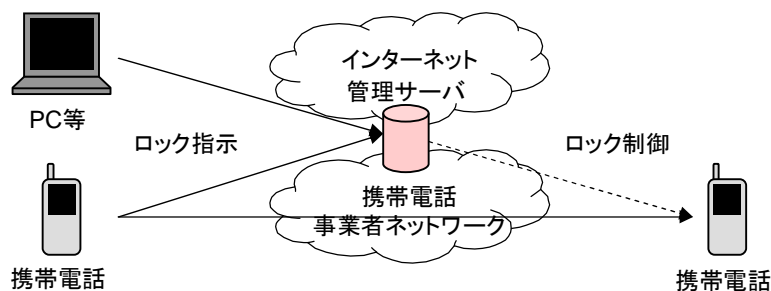 インターネット
管理サーバ
PC等
ロック指示
ロック制御
携帯電話
事業者ネットワーク
携帯電話
携帯電話